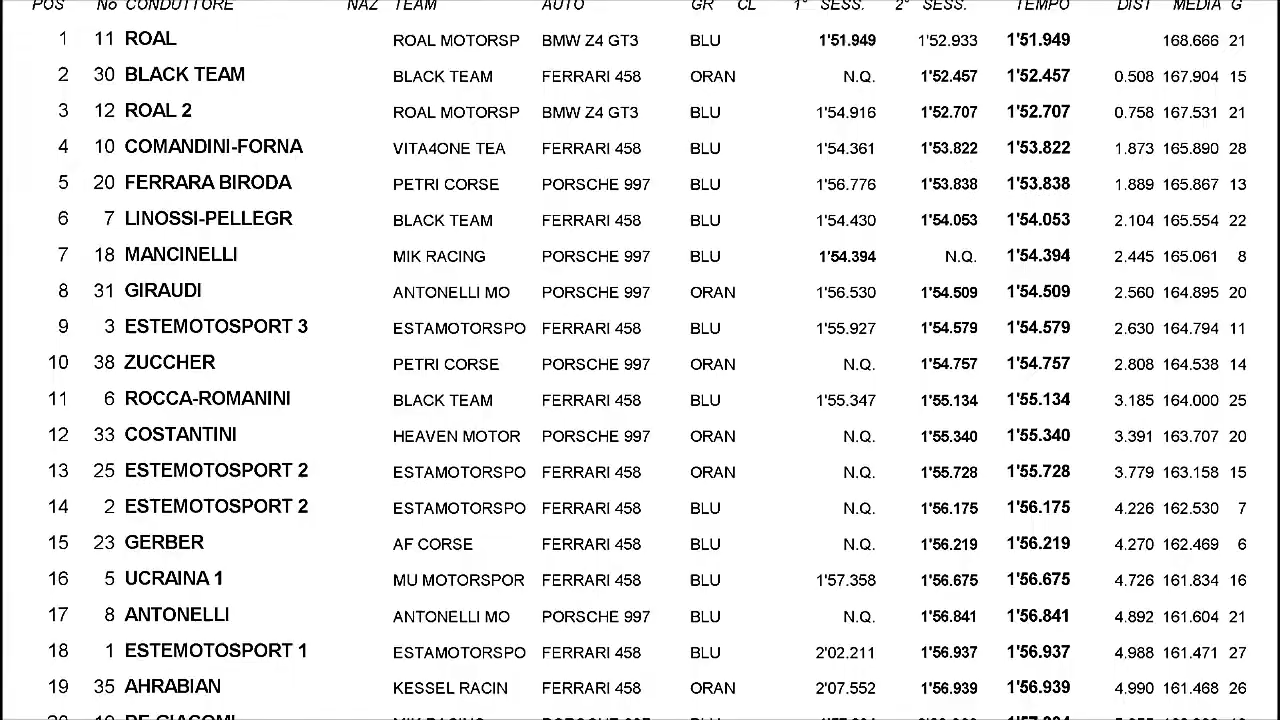 POS No CONDUTTORE NAZ TEAM AUTO GR CL 1° SESS. 2° SESS. TEMPO DIST MEDIA G
1 11 ROAL ROAL MOTORSP BMW Z4 GT3 BLU 1'51.949 1'52.933 1'51.949 168.666 21
2 30 BLACK TEAM BLACK TEAM FERRARI 458 ORAN N.Q. 1'52.457 1'52.457 0.508 167.904 15
3 12 ROAL 2 ROAL MOTORSP BMW Z4 GT3 BLU 1'54.916 1'52.707 1'52.707 0.758 167.531 21
4 10 COMANDINI-FORNA VITA4ONE TEA FERRARI 458 BLU 1'54.361 1'53.822 1'53.822 1.873 165.890 28
5 20 FERRARA BIRODA PETRI CORSE PORSCHE 997 BLU 1'56.776 1'53.838 1'53.838 1.889 165.867 13
6 7 LINOSSI-PELLEGR BLACK TEAM FERRARI 458 BLU 1'54.430 1'54.053 1'54.053 2.104 165.554 22
7 18 MANCINELLI MIK RACING PORSCHE 997 BLU 1'54.394 N.Q. 1'54.394 2.445 165.061 8
8 31 GIRAUDI ANTONELLI MO PORSCHE 997 ORAN 1'56.530 1'54.509 1'54.509 2.560 164.895 20
9 3 ESTEMOTOSPORT 3 ESTAMOTORSPO FERRARI 458 BLU 1'55.927 1'54.579 1'54.579 2.630 164.794 11
10 38 ZUCCHER PETRI CORSE PORSCHE 997 ORAN N.Q. 1'54.757 1'54.757 2.808 164.538 14
11 6 ROCCA-ROMANINI BLACK TEAM FERRARI 458 BLU 1'55.347 1'55.134 1'55.134 3.185 164.000 25
12 33 COSTANTINI HEAVEN MOTOR PORSCHE 997 ORAN N.Q. 1'55.340 1'55.340 3.391 163.707 20
13 25 ESTEMOTOSPORT 2 ESTAMOTORSPO FERRARI 458 ORAN N.Q. 1'55.728 1'55.728 3.779 163.158 15
14 2 ESTEMOTOSPORT 2 ESTAMOTORSPO FERRARI 458 BLU N.Q. 1'56.175 1'56.175 4.226 162.530 7
15 23 GERBER AF CORSE FERRARI 458 BLU N.Q. 1'56.219 1'56.219 4.270 162.469 6
16 5 UCRAINA 1 MU MOTORSPOR FERRARI 458 BLU 1'57.358 1'56.675 1'56.675 4.726 161.834 16
17 8 ANTONELLI ANTONELLI MO PORSCHE 997 BLU N.Q. 1'56.841 1'56.841 4.892 161.604 21
18 1 ESTEMOTOSPORT 1 ESTAMOTORSPO FERRARI 458 BLU 2'02.211 1'56.937 1'56.937 4.988 161.471 27
19 35 AHRABIAN KESSEL RACIN FERRARI 458 ORAN 2'07.552 1'56.939 1'56.939 4.990 161.468 26